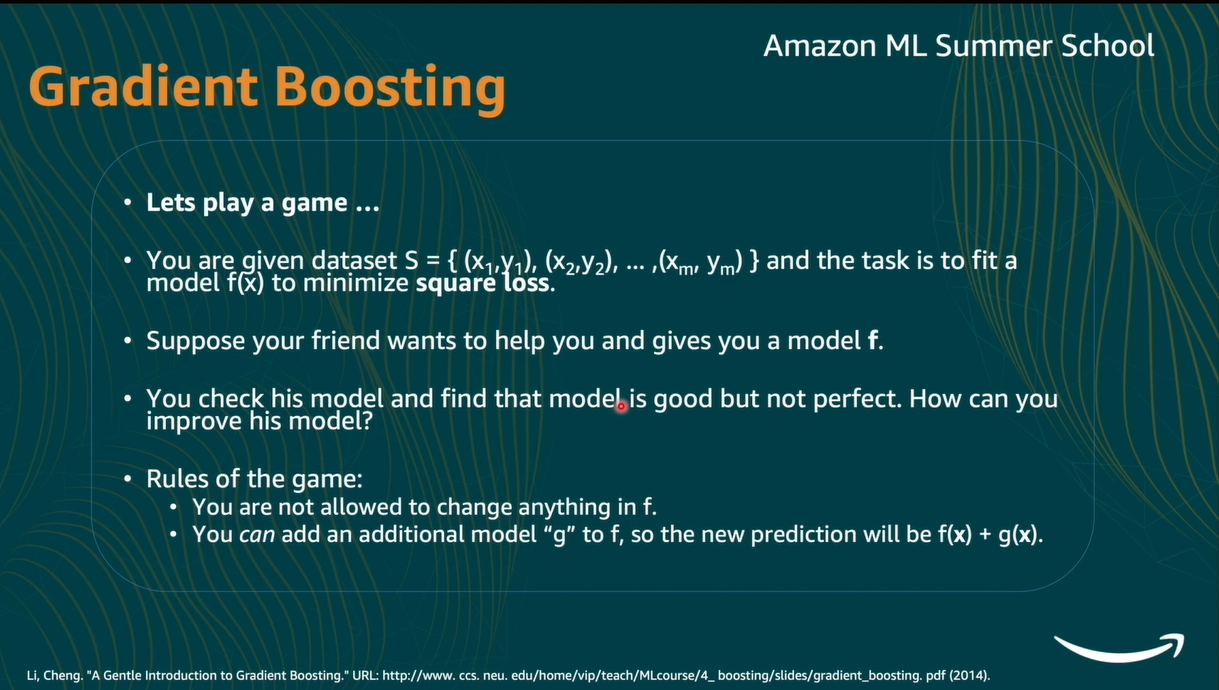 Amazon ML Summer School
Gradient Boosting
• Lets play a game ...
• You are given dataset S = { (x₁,y₁), (x₂,y₂), ... ,(xₘ, yₘ) } and the task is to fit a
model f(x) to minimize square loss.
• Suppose your friend wants to help you and gives you a model f.
• You check his model and find that model is good but not perfect. How can you
improve his model?
• Rules of the game:
• You are not allowed to change anything in f.
• You can add an additional model “g” to f, so the new prediction will be f(x) + g(x).
Li, Cheng. "A Gentle Introduction to Gradient Boosting." URL: http://www. ccs. neu. edu/home/vip/teach/MLcourse/4_ boosting/slides/gradient_boosting. pdf (2014).